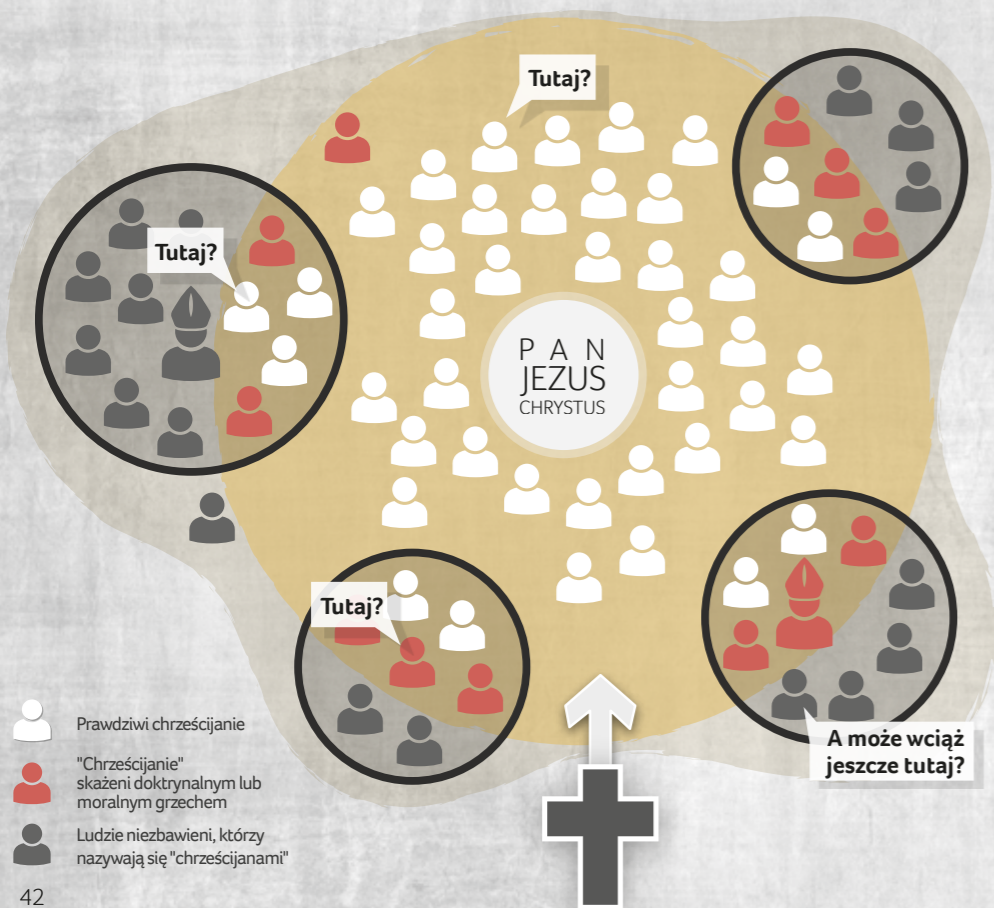 Tutaj?
Tutaj?
P A N
JEZUS
CHRYSTUS
Tutaj?
A może wciąż
jeszcze tutaj?
Prawdziwi chrześcijanie
"Chrześcijanie"
skażeni doktrynalnym lub
moralnym grzechem
Ludzie niezbawieni, którzy
nazywają się "chrześcijanami"
42